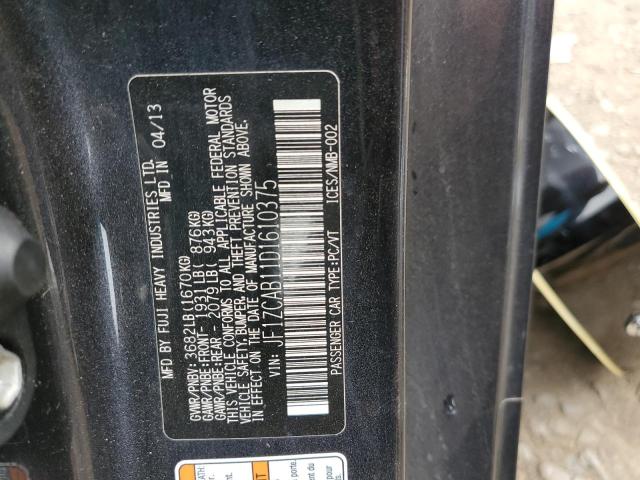 MFD BY FUJI HEAVY INDUSTRIES LTD.
MFD IN 04/13
GVWR/PNBV: 3682LB(1670KG)
GAWR/PNBE:FRONT- 1931LB( 876KG)
GAWR/PNBE:REAR - 2079LB( 943KG)
THIS VEHICLE CONFORMS TO ALL APPLICABLE FEDERAL MOTOR
VEHICLE SAFETY,BUMPER, AND THEFT PREVENTION STANDARDS
IN EFFECT ON THE DATE OF MANUFACTURE SHOWN ABOVE.
VIN: JF1ZCAB11D1610375
PASSENGER CAR TYPE:PC/VT ICES/NMB-002